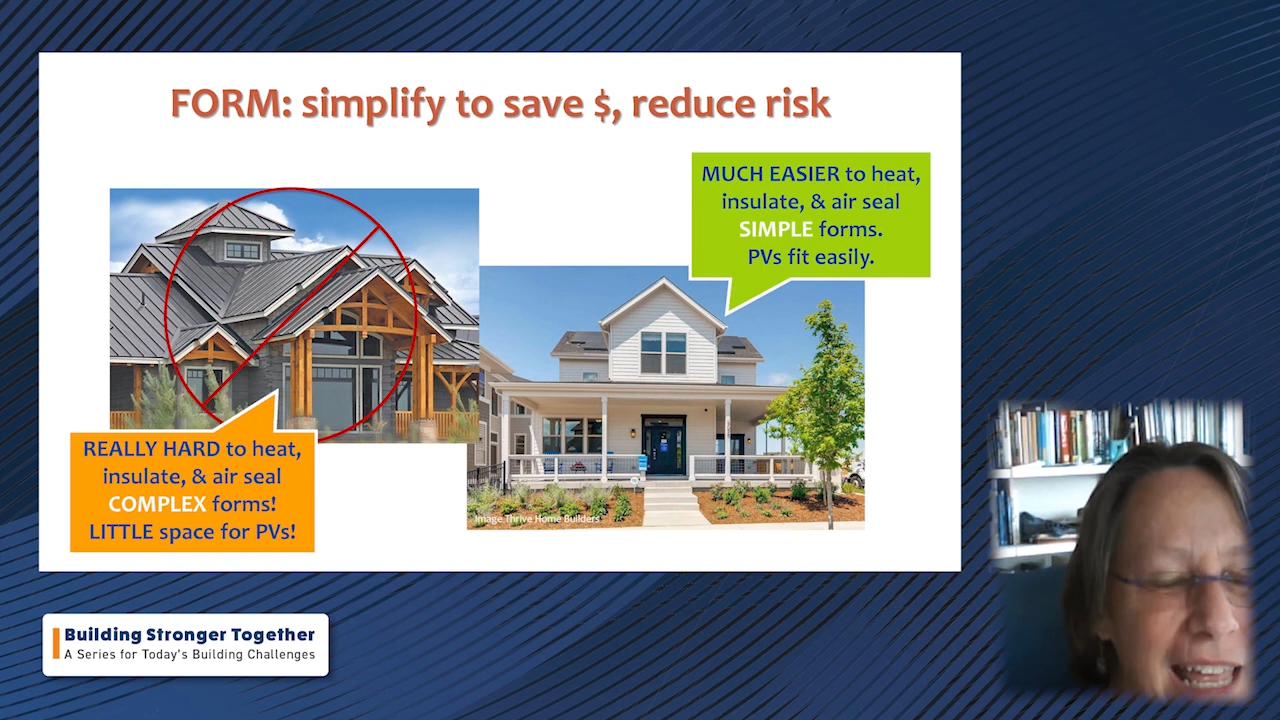 FORM: simplify to save $, reduce risk
MUCH EASIER to heat,
insulate, & air seal
SIMPLE forms.
PVs fit easily.
REALLY HARD to heat,
insulate, & air seal
COMPLEX forms!
LITTLE space for PVs!
Image Thrive Home Builders
Building Stronger Together
A Series for Today's Building Challenges